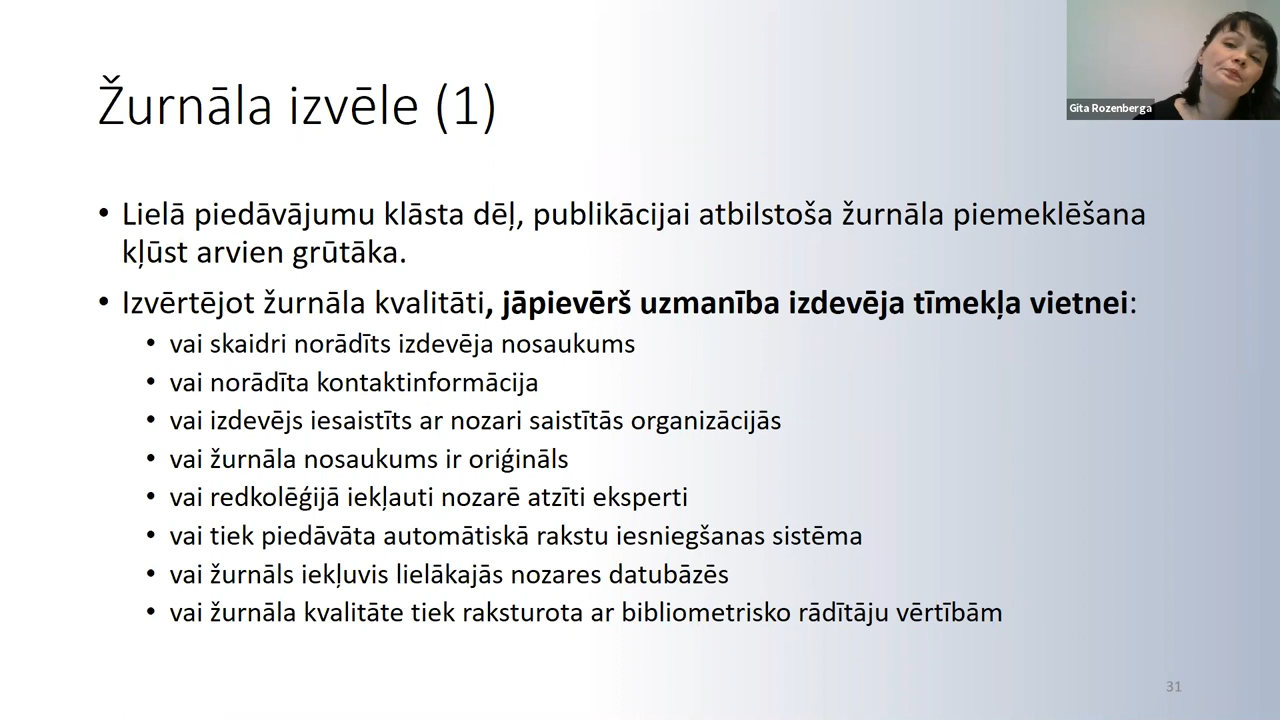 Žurnāla izvēle (1)
Gita Rozenberga
• Lielā piedāvājumu klāsta dēļ, publikācijai atbilstoša žurnāla piemeklēšana
kļūst arvien grūtāka.
• Izvērtējot žurnāla kvalitāti, jāpievērš uzmanība izdevēja tīmekļa vietnei:
• vai skaidri norādīts izdevēja nosaukums
• vai norādīta kontaktinformācija
• vai izdevējs iesaistīts ar nozari saistītās organizācijās
• vai žurnāla nosaukums ir oriģināls
• vai redkolēģijā iekļauti nozarē atzīti eksperti
• vai tiek piedāvāta automātiskā rakstu iesniegšanas sistēma
• vai žurnāls iekļuvis lielākajās nozares datubāzēs
• vai žurnāla kvalitāte tiek raksturota ar bibliometrisko rādītāju vērtībām
31